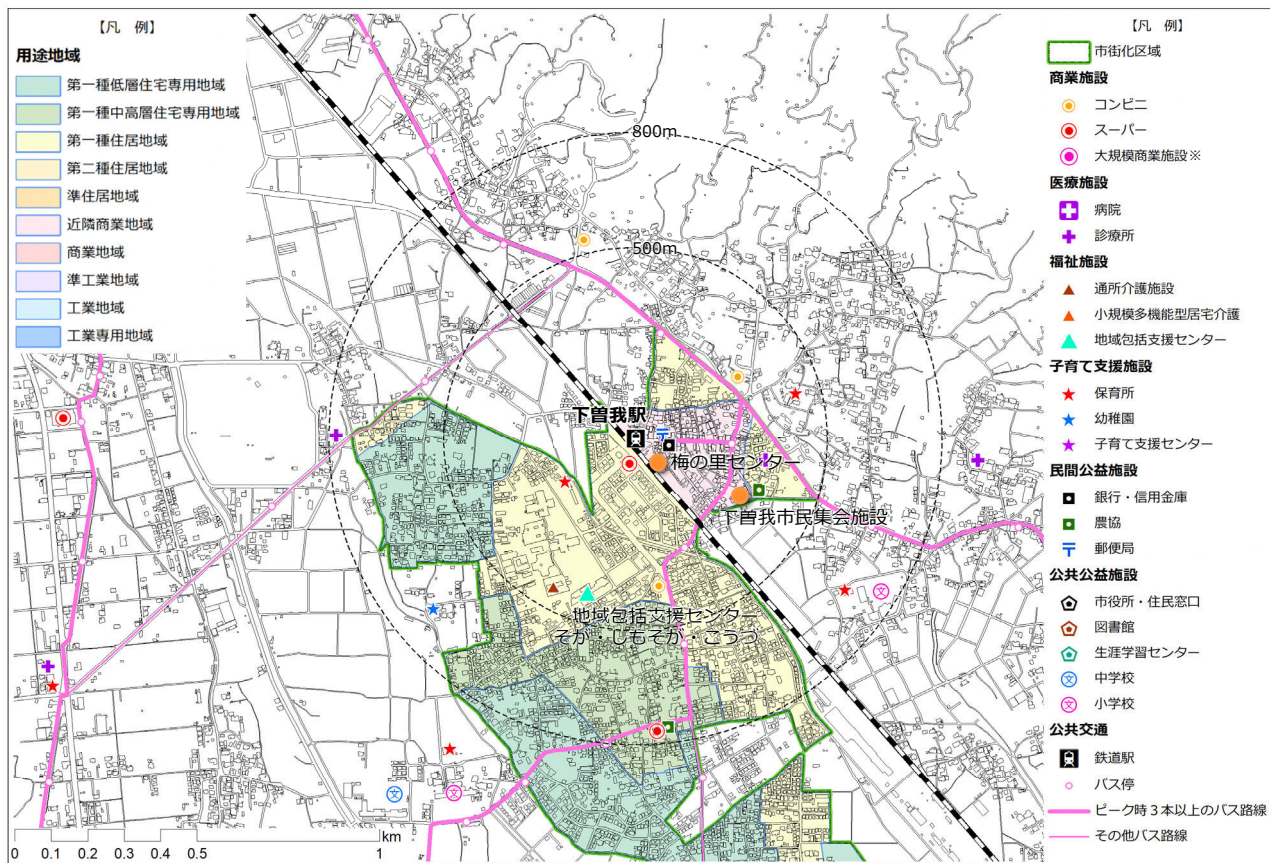 【凡 例】
用途地域
第一種低層住宅専用地域
第一種中高層住宅専用地域
第一種住居地域
第二種住居地域
準住居地域
近隣商業地域
商業地域
準工業地域
工業地域
工業専用地域
800m
500m
下曽我駅
梅の里センター
下曽我市民集会施設
地域包括支援センター
そが・しもそが・こうづ
文
文
文
km
0 0.1 0.2 0.5 1
【凡 例】
市街化区域
商業施設
コンビニ
スーパー
大規模商業施設※
医療施設
病院
診療所
福祉施設
通所介護施設
小規模多機能型居宅介護
地域包括支援センター
子育て支援施設
保育所
幼稚園
子育て支援センター
民間公益施設
銀行・信用金庫
農協
郵便局
公共公益施設
市役所・住民窓口
図書館
生涯学習センター
文 中学校
文 小学校
公共交通
鉄道駅
バス停
ピーク時3本以上のバス路線
その他バス路線